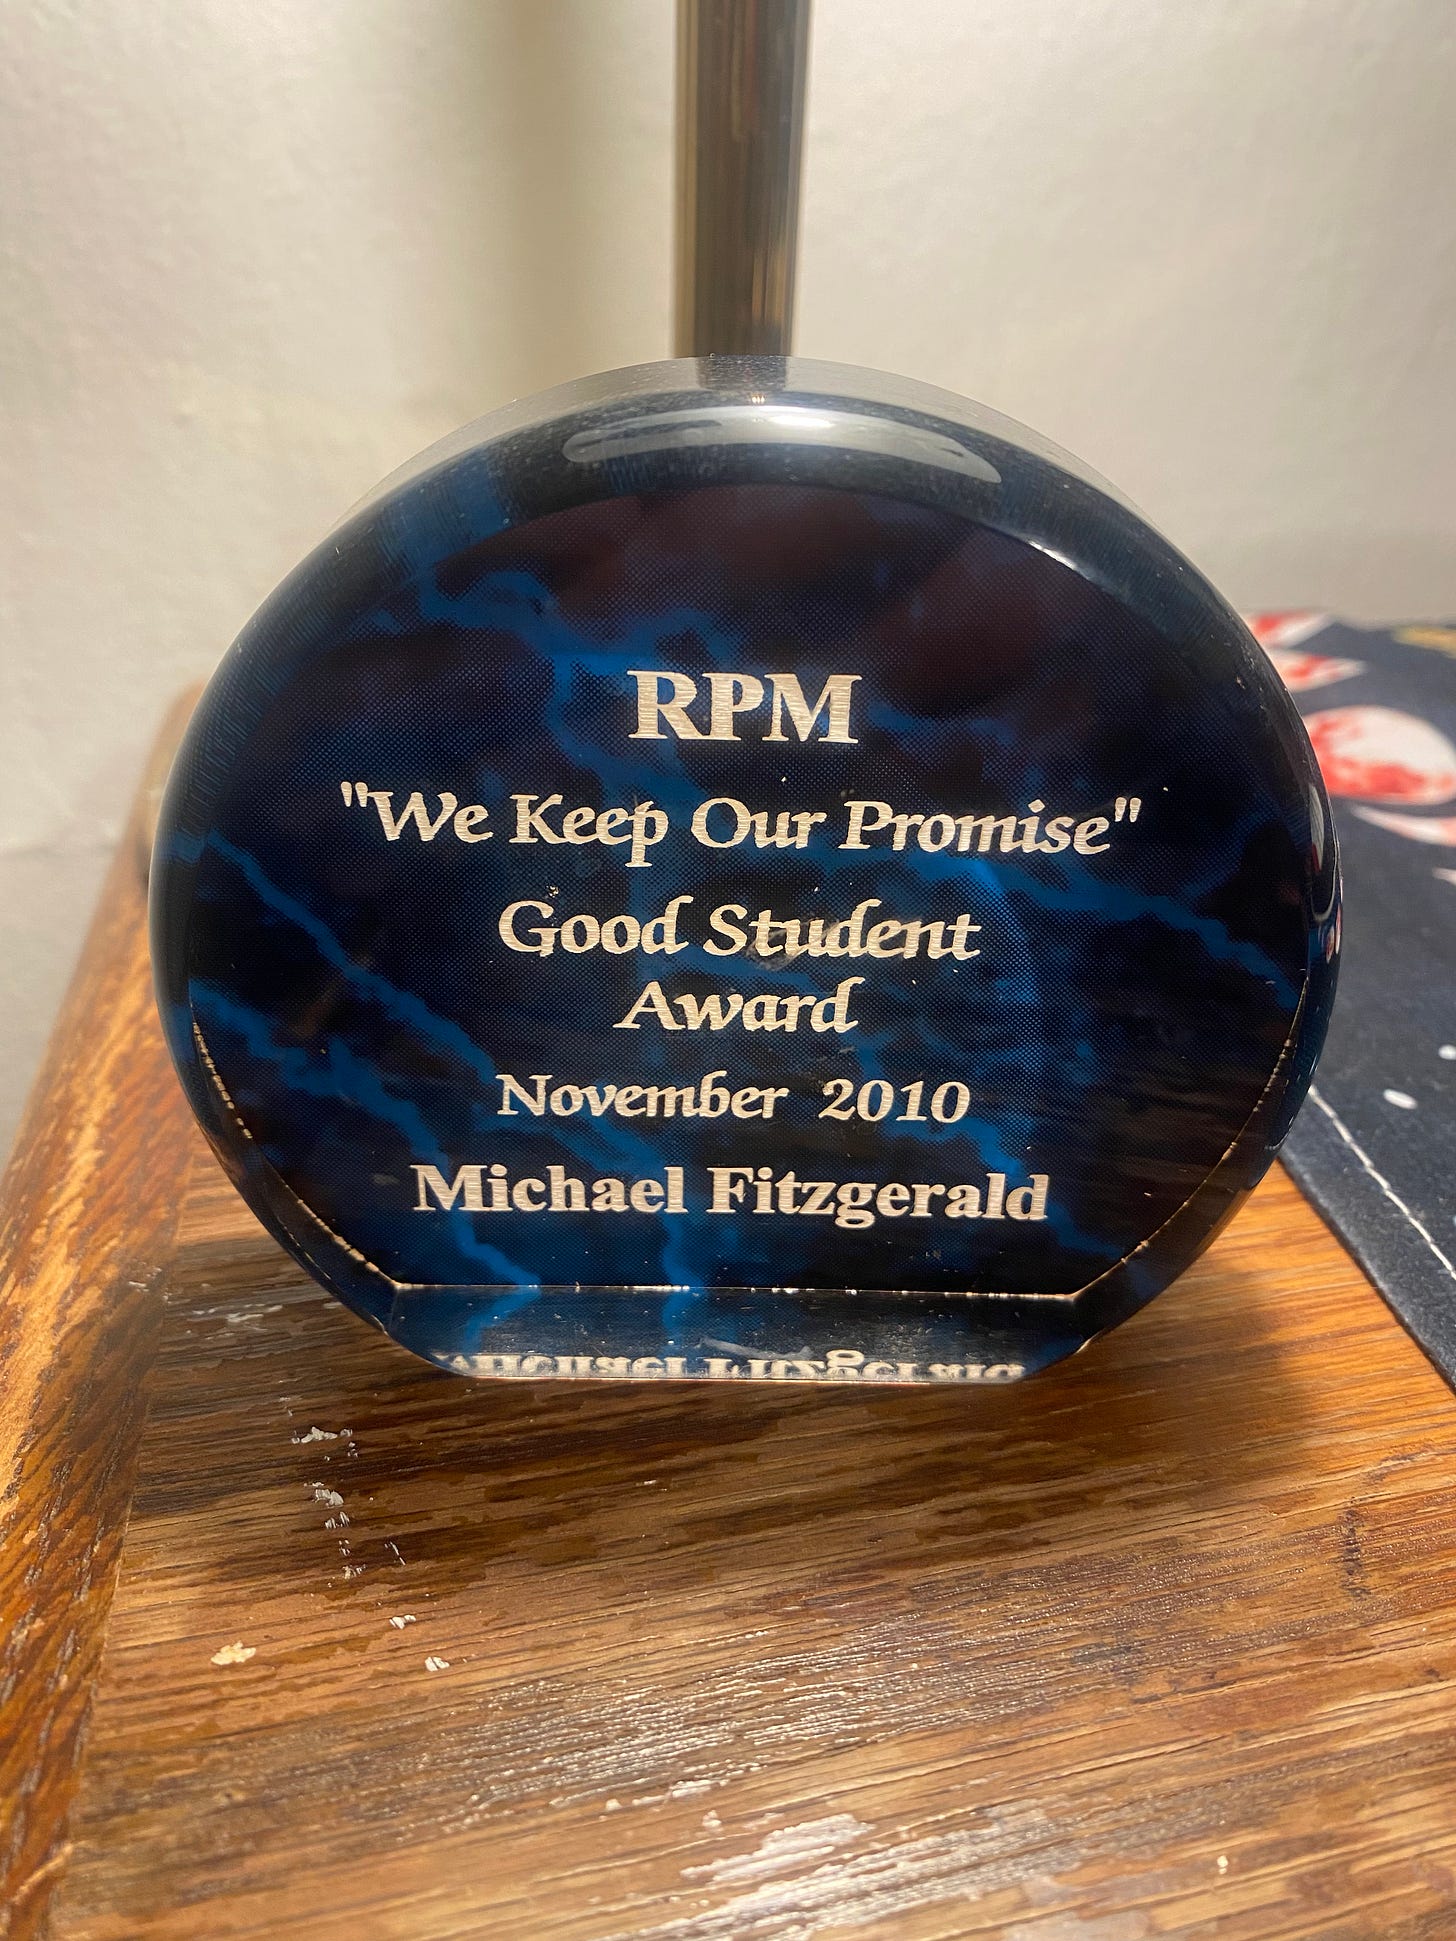 RPM
"We Keep Our Promise"
Good Student
Award
November 2010
Michael Fitzgerald